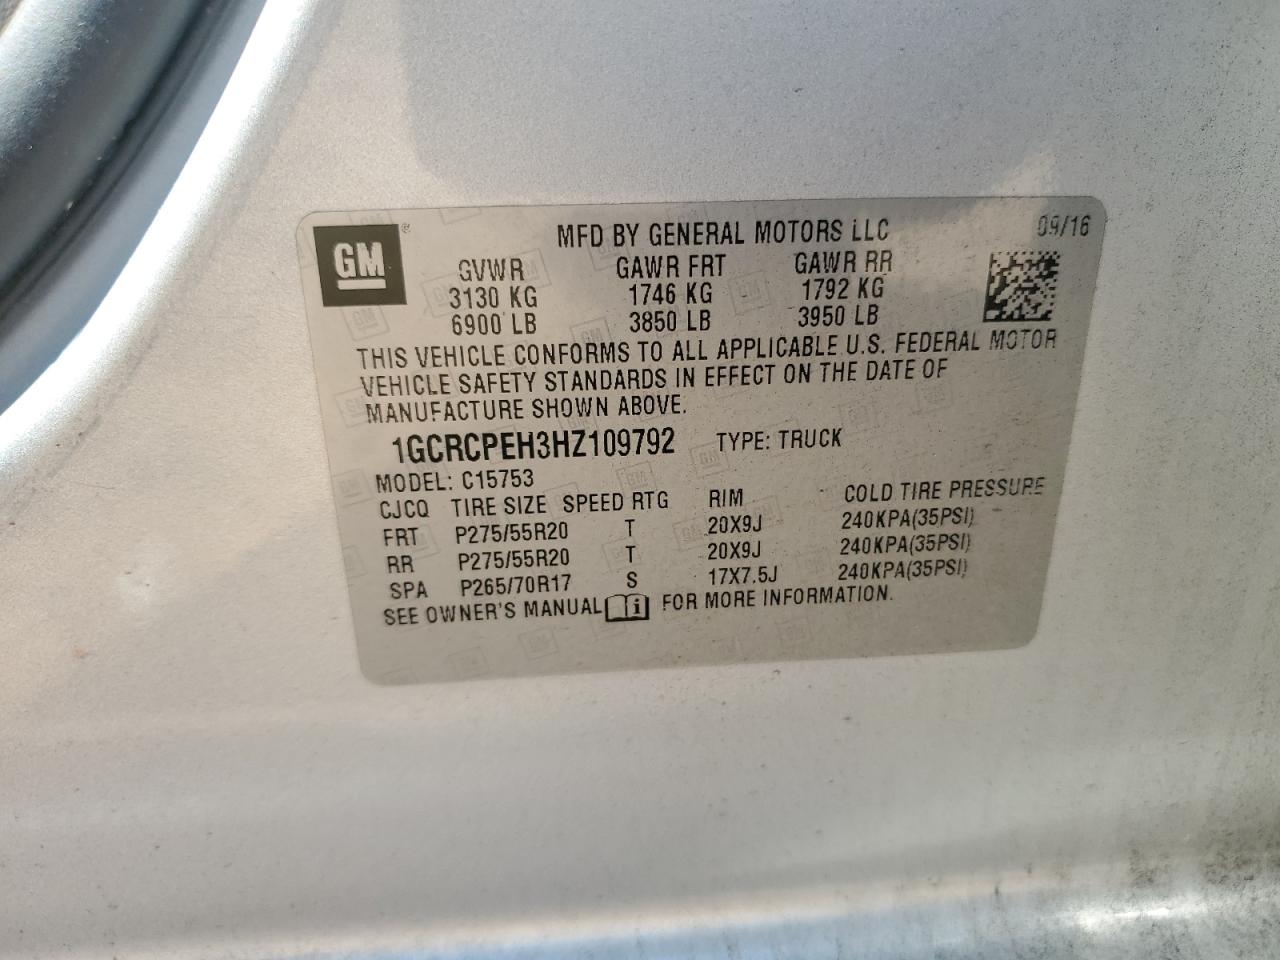 GM ® MFD BY GENERAL MOTORS LLC 09/16
GVWR GAWR FRT GAWR RR
3130 KG 1746 KG 1792 KG
6900 LB 3850 LB 3950 LB
THIS VEHICLE CONFORMS TO ALL APPLICABLE U.S. FEDERAL MOTOR
VEHICLE SAFETY STANDARDS IN EFFECT ON THE DATE OF
MANUFACTURE SHOWN ABOVE.
1GCRCPEH3HZ109792 TYPE: TRUCK
MODEL: C15753
CJCQ TIRE SIZE SPEED RTG RIM COLD TIRE PRESSURE
FRT P275/55R20 T 20X9J 240KPA(35PSI)
RR P275/55R20 T 20X9J 240KPA(35PSI)
SPA P265/70R17 S 17X7.5J 240KPA(35PSI)
SEE OWNER'S MANUAL i FOR MORE INFORMATION.